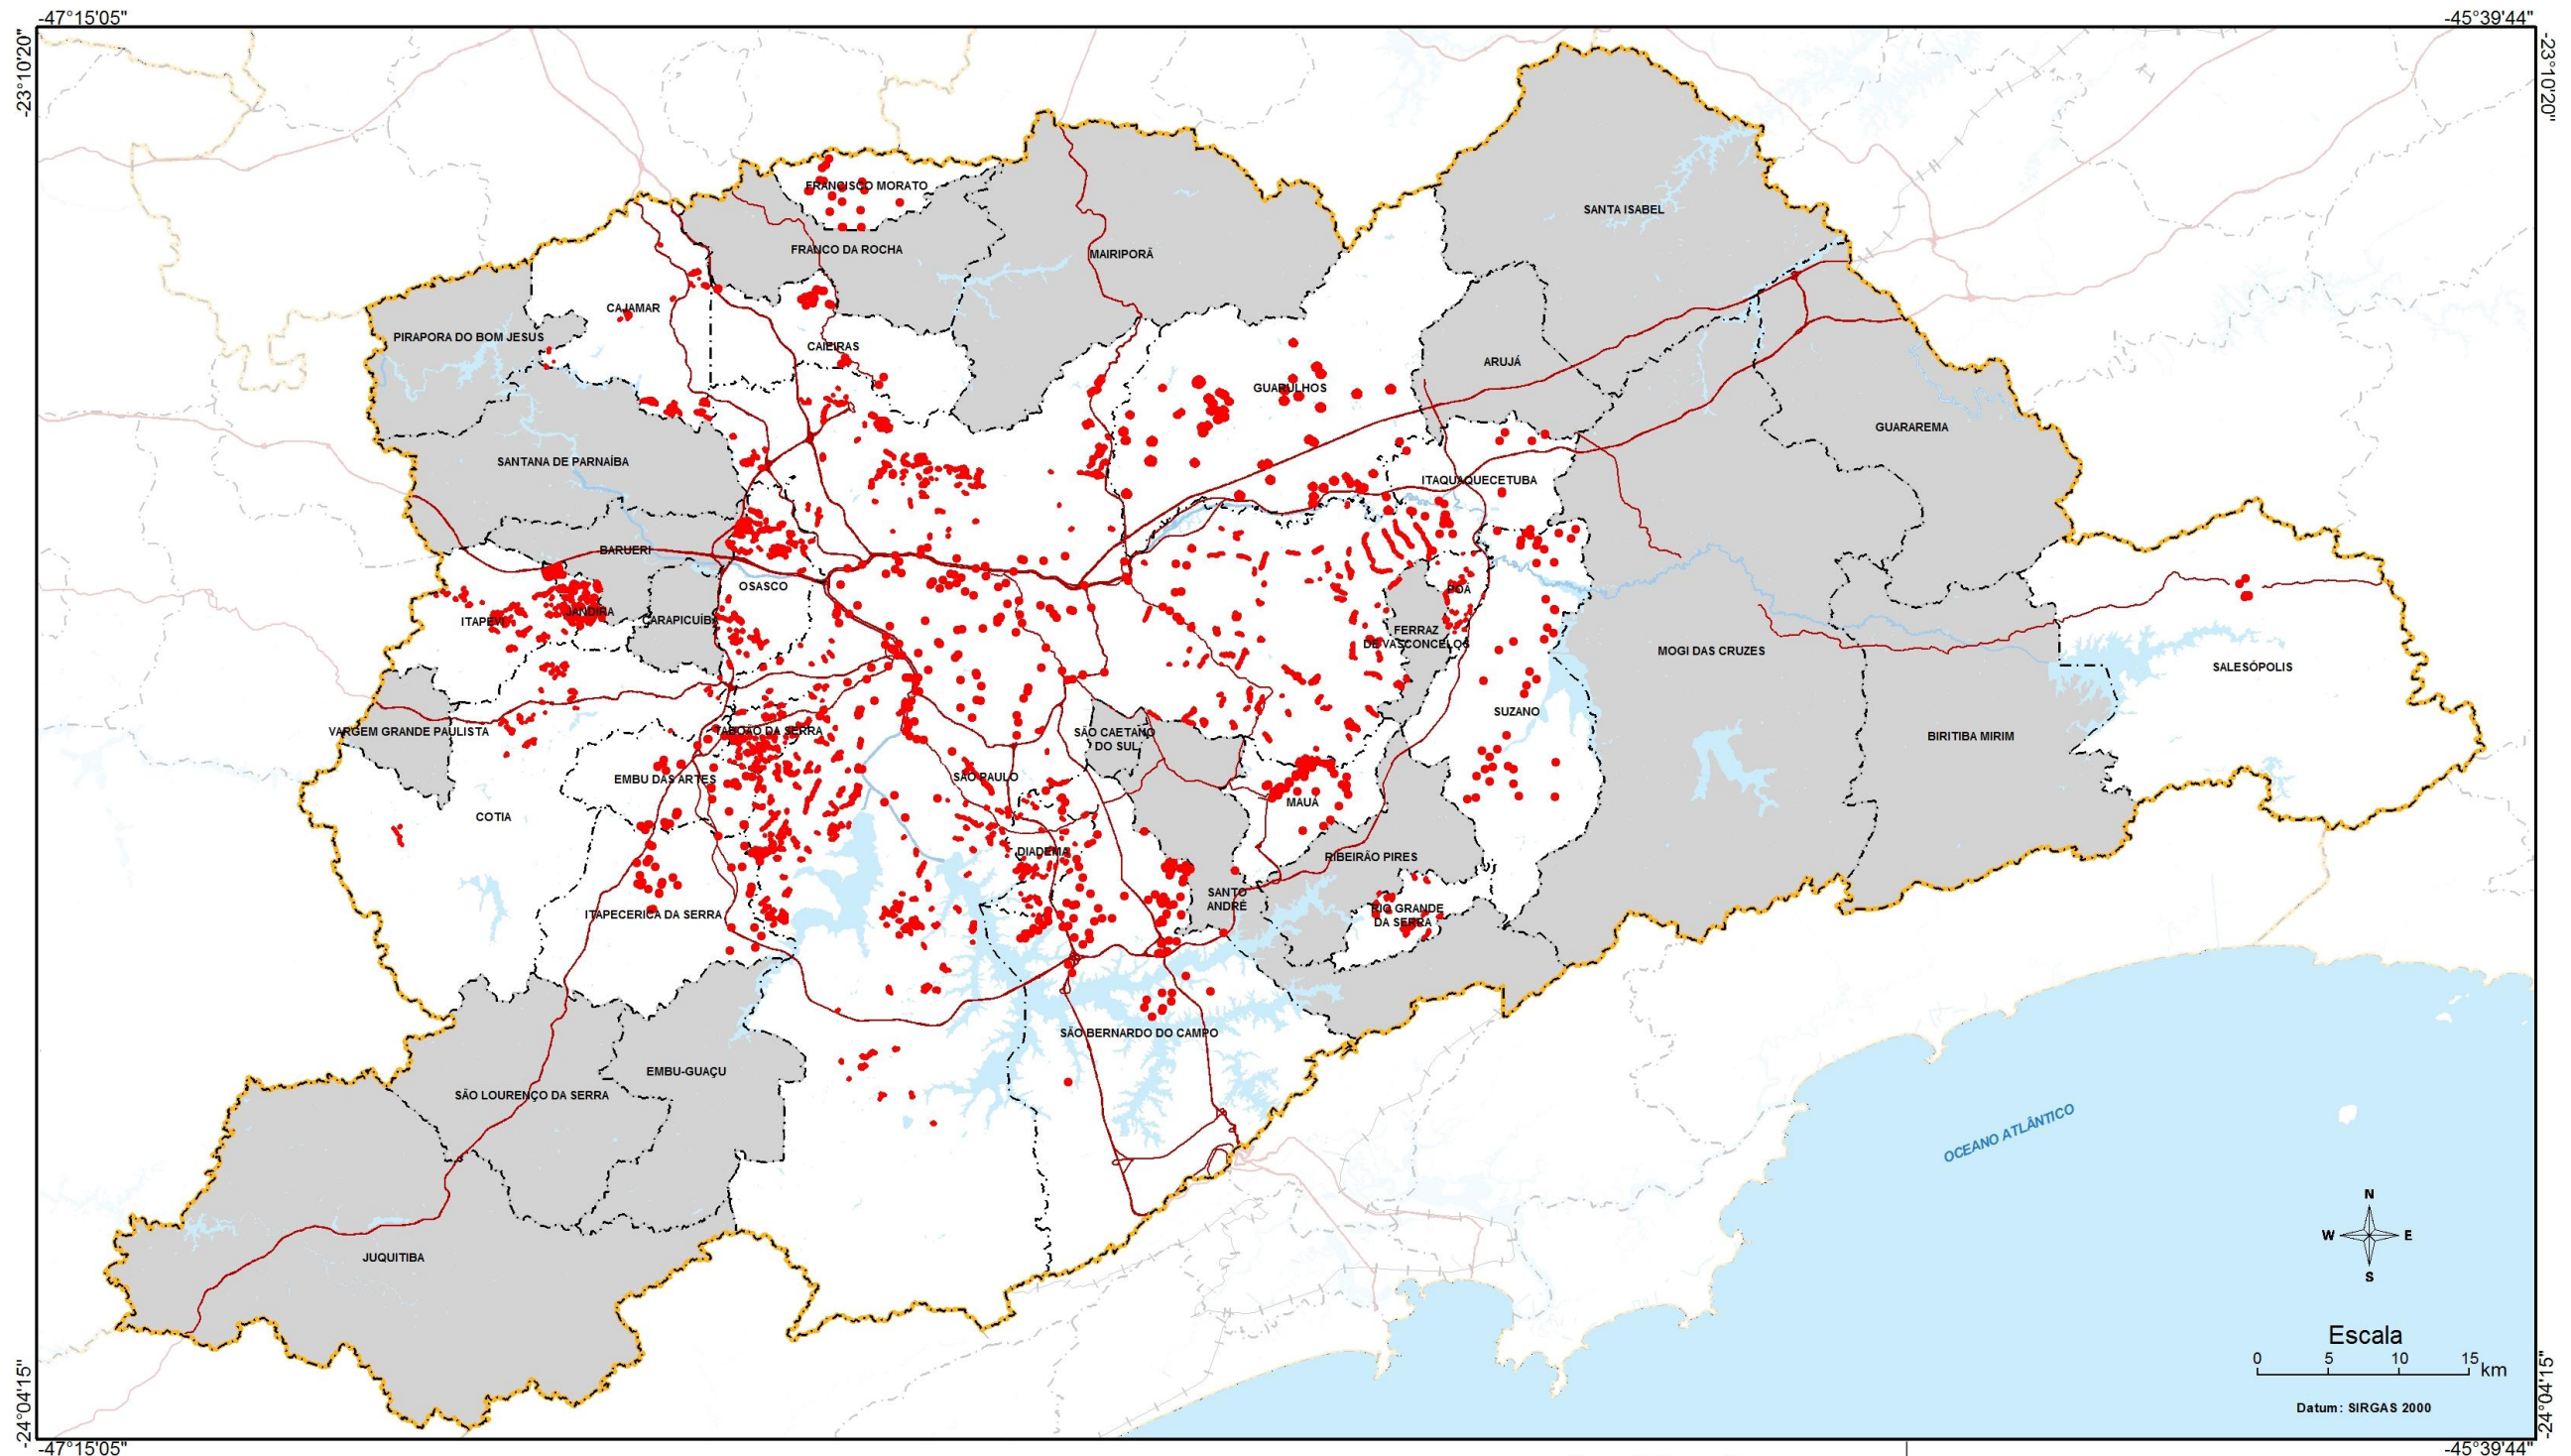 -47°15'05"
-45°39'44"
-23°10'20"
-23°10'20"
FRANCISCO MORATO
SANTA ISABEL
FRANCO DA ROCHA
MAIRIPORÃ
CAJAMAR
PIRAPORA DO BOM JESUS
CAIEIRAS
ARUJÁ
GUARULHOS
GUARAREMA
SANTANA DE PARNAÍBA
ITAQUAQUECETUBA
BARUERI
OSASCO
POÁ
JANDIRA
ITAPEVI
CARAPICUÍBA
FERRAZ
DE VASCONCELOS
MOGI DAS CRUZES
SALESÓPOLIS
SUZANO
VARGEM GRANDE PAULISTA
TABOÃO DA SERRA
SÃO CAETANO
DO SUL
BIRITIBA MIRIM
EMBU DAS ARTES
SÃO PAULO
MAUÁ
COTIA
DIADEMA
RIBEIRÃO PIRES
SANTO
ANDRÉ
RIO GRANDE
DA SERRA
ITAPECERICA DA SERRA
SÃO BERNARDO DO CAMPO
EMBU-GUAÇU
SÃO LOURENÇO DA SERRA
OCEANO ATLÂNTICO
JUQUITIBA
N
W E
S
Escala
0 5 10 15 km
Datum: SIRGAS 2000
-24°04'15"
-24°04'15"
-47°15'05"
-45°39'44"